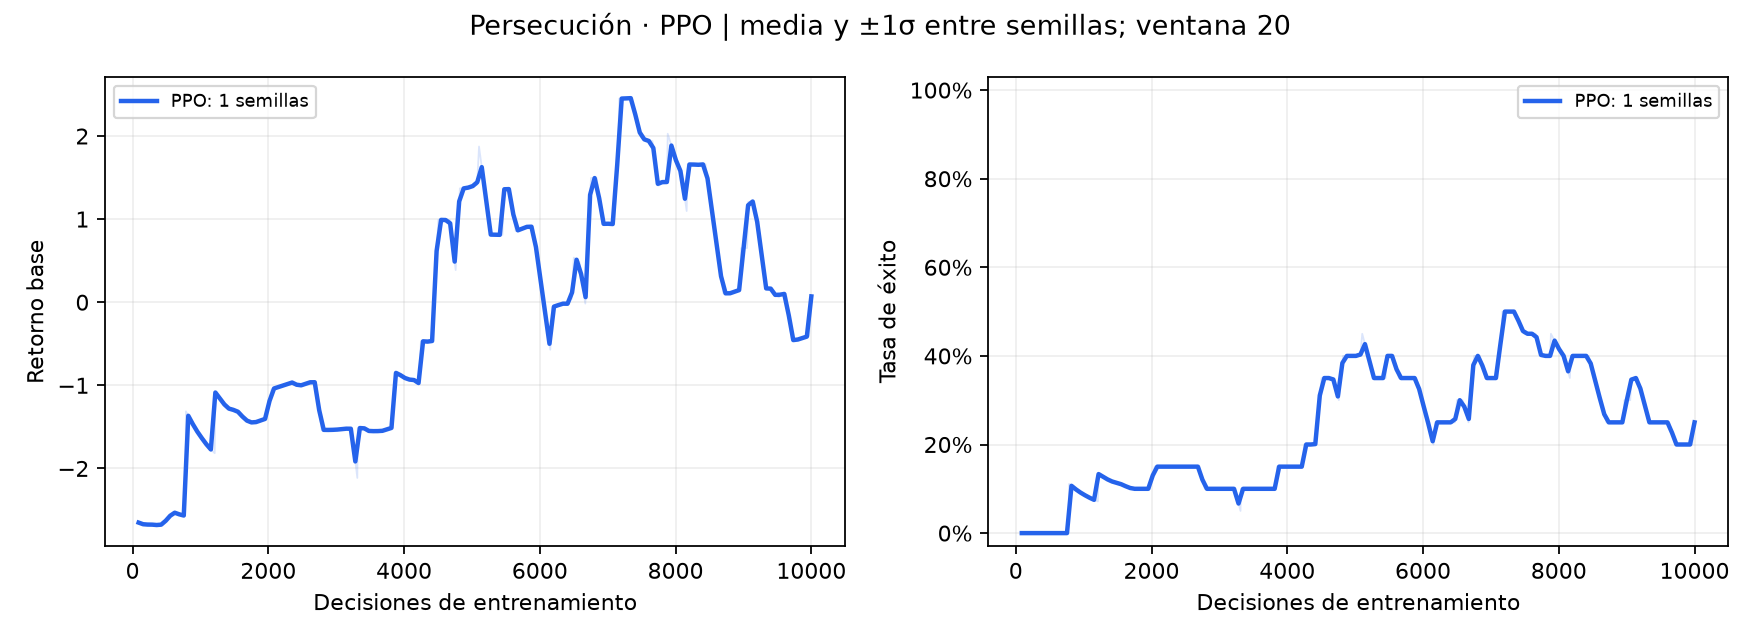 Persecución · PPO | media y ±1σ entre semillas; ventana 20
PPO: 1 semillas
Retorno base
2
1
0
−1
−2
0 2000 4000 6000 8000 10000
Decisiones de entrenamiento
PPO: 1 semillas
Tasa de éxito
100%
80%
60%
40%
20%
0%
0 2000 4000 6000 8000 10000
Decisiones de entrenamiento